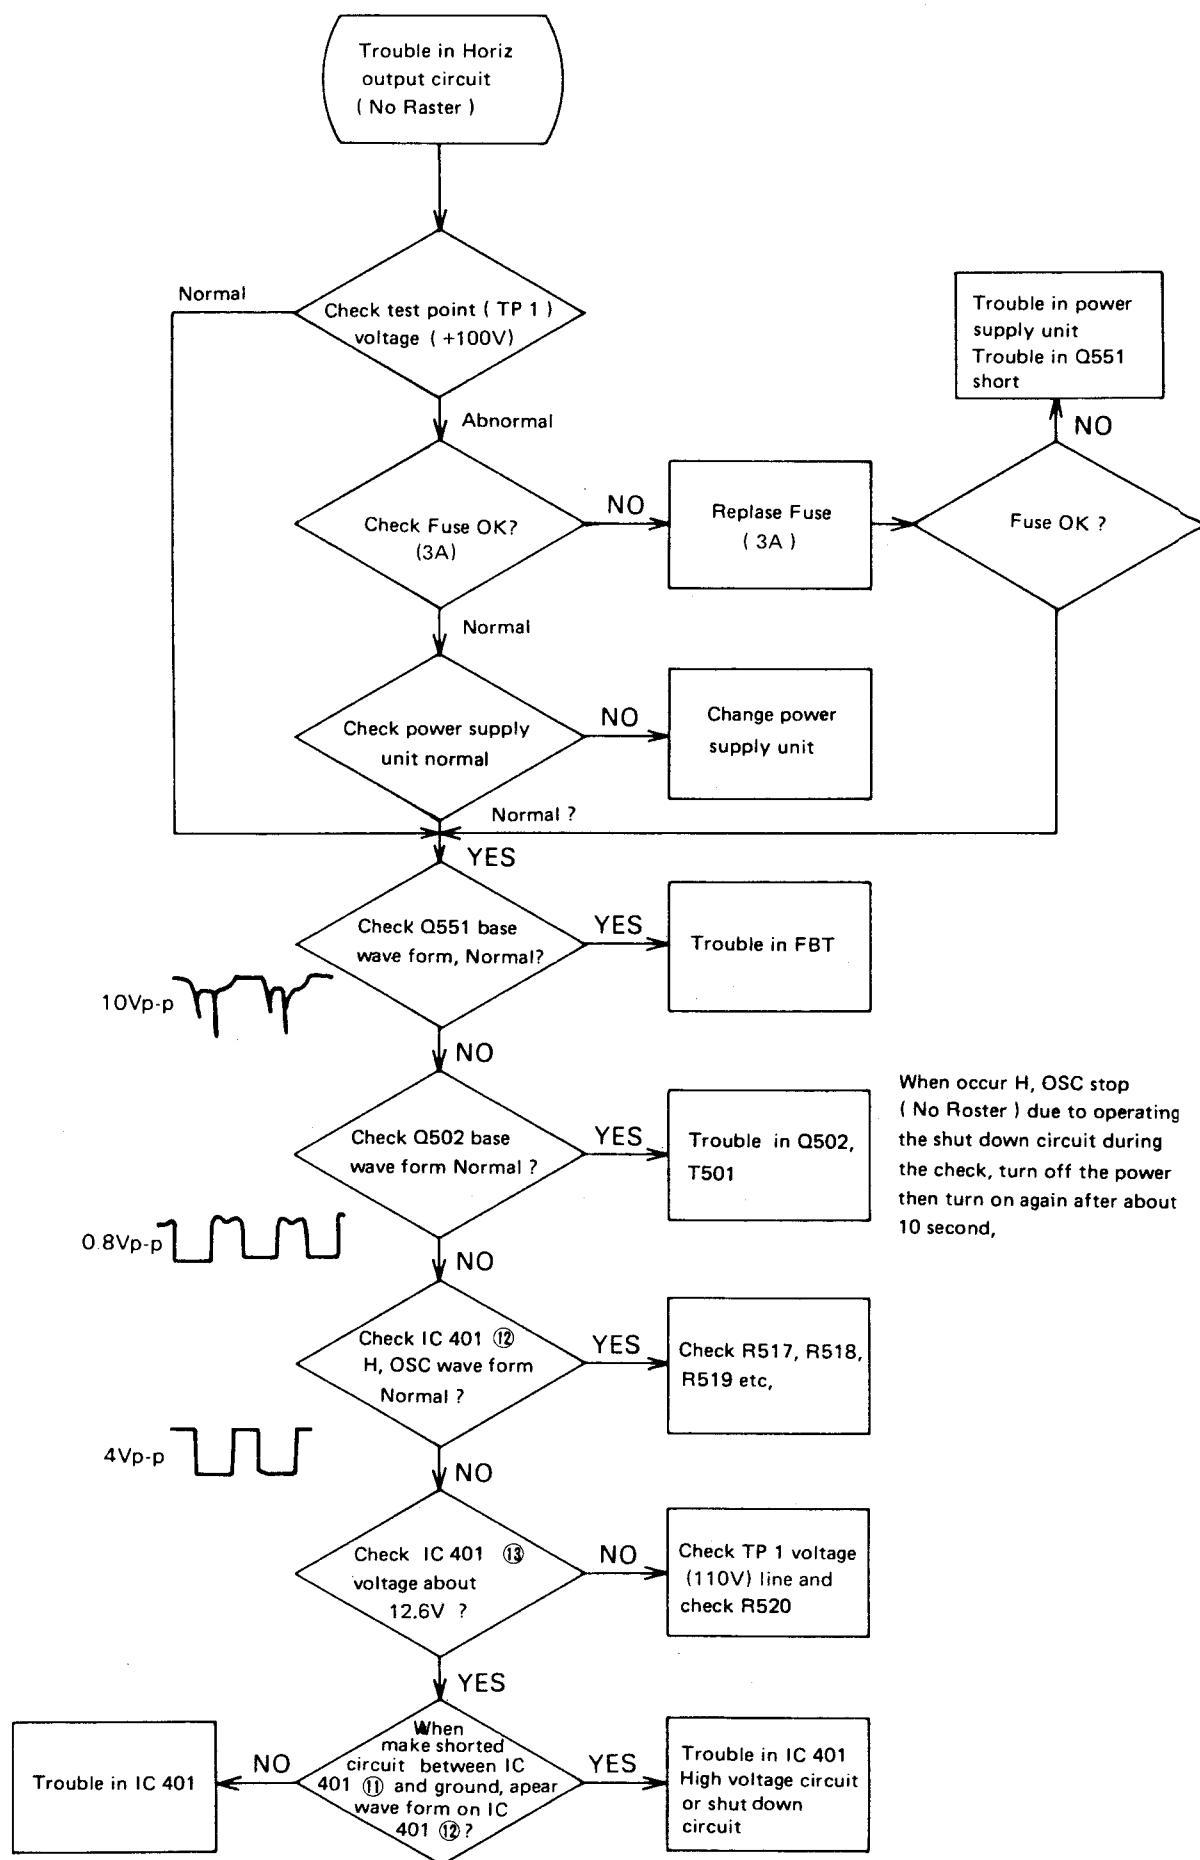 Trouble in Horiz
output circuit
( No Raster )
Normal
Check test point ( TP 1 )
voltage ( +100V)
Trouble in power
supply unit
Trouble in Q551
short
Abnormal
NO
Check Fuse OK?
(3A)
NO
Replase Fuse
( 3A )
Fuse OK ?
Normal
Check power supply
unit normal
NO
Change power
supply unit
Normal ?
YES
Check Q551 base
wave form, Normal?
YES
Trouble in FBT
10Vp-p
NO
Check Q502 base
wave form Normal ?
YES
Trouble in Q502,
T501
When occur H, OSC stop
( No Roster ) due to operating
the shut down circuit during
the check, turn off the power
then turn on again after about
10 second,
0.8Vp-p
NO
Check IC 401 ⑫
H, OSC wave form
Normal ?
YES
Check R517, R518,
R519 etc,
4Vp-p
NO
Check IC 401 ⑬
voltage about
12.6V ?
NO
Check TP 1 voltage
(110V) line and
check R520
YES
When
make shorted
circuit between IC
401 ⑪ and ground, apear
wave form on IC
401 ⑫ ?
NO
Trouble in IC 401
YES
Trouble in IC 401
High voltage circuit
or shut down
circuit